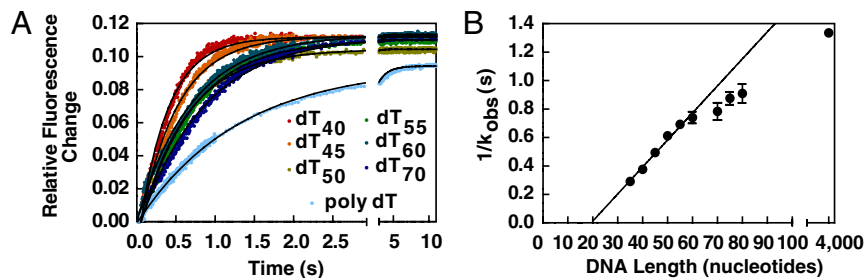 A
Relative Fluorescence
Change
0.12
0.10
0.08
0.06
0.04
0.02
0.00
dT40
dT45
dT50
dT55
dT60
dT70
poly dT
0.0 0.5 1.0 1.5 2.0 5 10
Time (s)
B
1/kobs(s)
1.4
1.2
1.0
0.8
0.6
0.4
0.2
0.0
0 10 20 30 40 50 60 70 80 90 100 4,000
DNA Length (nucleotides)